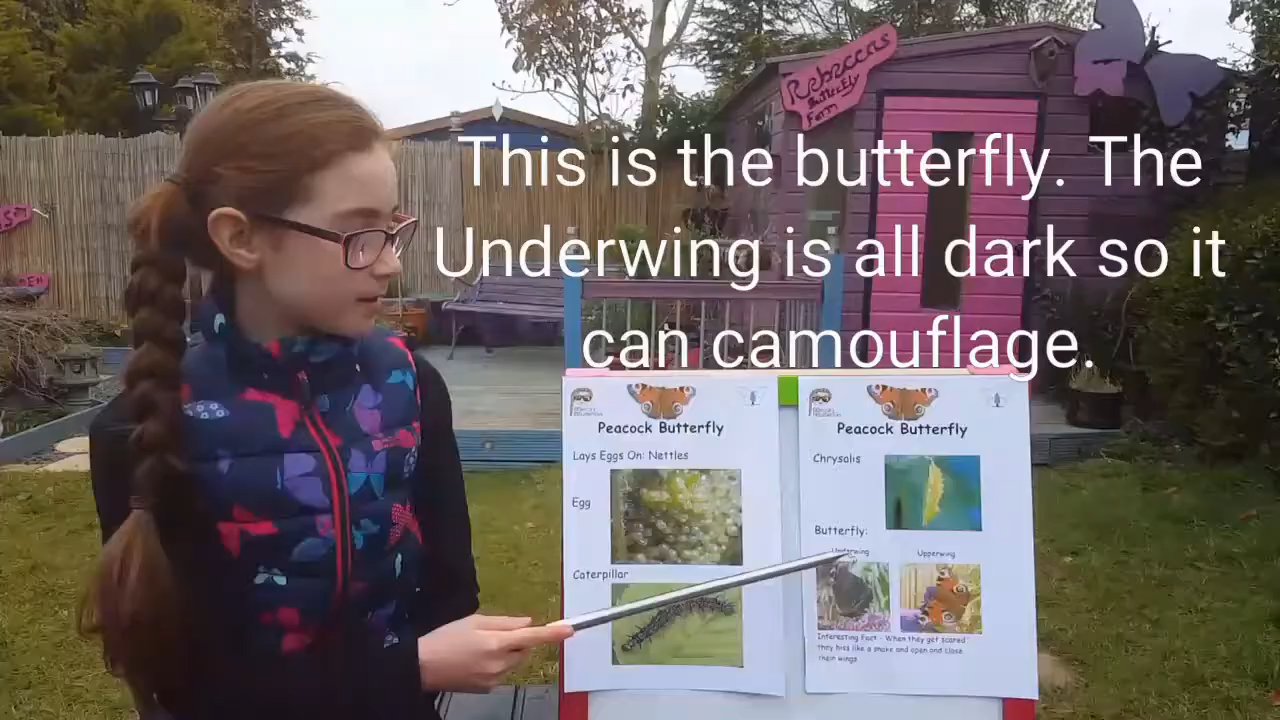 Rebeccas
Butterfly
Farm
This is the butterfly. The
Underwing is all dark so it
can camouflage.
Peacock Butterfly
Lays Eggs On: Nettles
Egg
Caterpillar
Peacock Butterfly
Chrysalis
Butterfly:
Underwing
Upperwing
Interesting Fact - When they get scared
they hiss like a snake and open and close
their wings